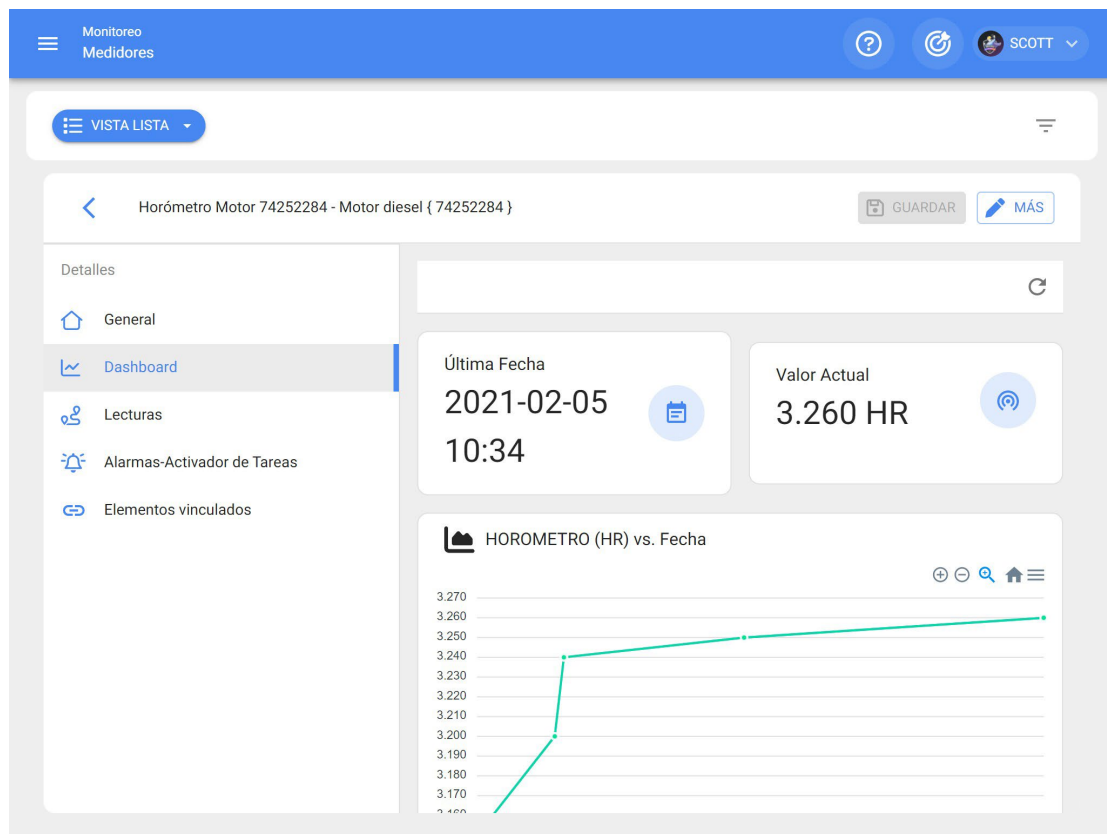 Monitoreo
Medidores
SCOTT
VISTA LISTA
Horómetro Motor 74252284 - Motor diesel { 74252284 }
GUARDAR
MÁS
Detalles
General
Dashboard
Lecturas
Alarmas-Activador de Tareas
Elementos vinculados
Última Fecha
2021-02-05
10:34
Valor Actual
3.260 HR
HOROMETRO (HR) vs. Fecha
3.270
3.260
3.250
3.240
3.230
3.220
3.210
3.200
3.190
3.180
3.170